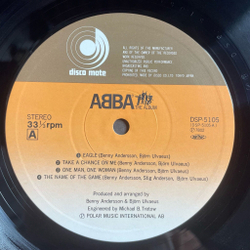 disco mate
ALL RIGHTS OF THE MANUFACTURER
AND OF THE OWNER OF THE RECORDED
WORK RESERVED
ABBA THE ALBUM
STEREO
33⅓rpm
A
DSP-5105
(DSP-5105A)
① EAGLE (Benny Andersson, Björn Ulvaeus)
② TAKE A CHANCE ON ME (Benny Andersson, Björn Ulvaeus)
③ ONE MAN, ONE WOMAN (Benny Andersson, Björn Ulvaeus)
④ THE NAME OF THE GAME (Benny Andersson, Stig Anderson, Björn Ulvaeus)
Produced and arranged by
Benny Andersson & Björn Ulvaeus
Engineered by Michael B. Tretow
Ⓟ POLAR MUSIC INTERNATIONAL AB